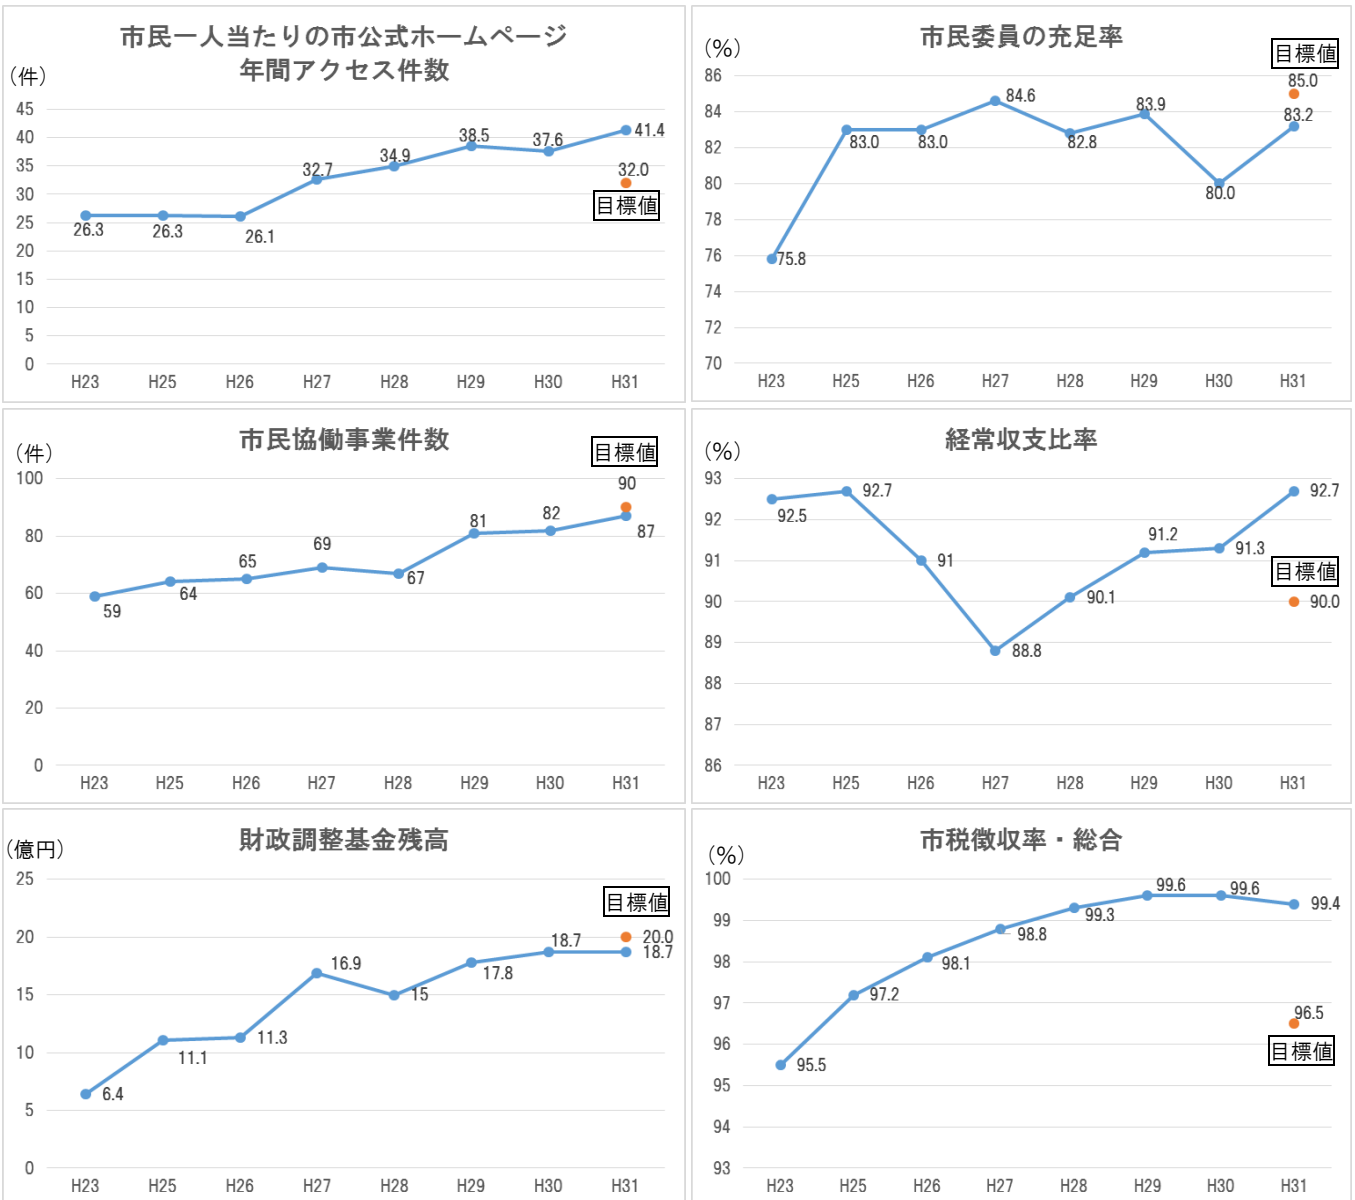 市民一人当たりの市公式ホームページ
年間アクセス件数
（件）
45
40
35
30
25
20
15
10
5
0
26.3
26.3
26.1
32.7
34.9
38.5
37.6
41.4
32.0
目標値
H23
H25
H26
H27
H28
H29
H30
H31
市民委員の充足率
（%）
目標値
86
84
82
80
78
76
74
72
70
75.8
83.0
83.0
84.6
82.8
83.9
80.0
85.0
83.2
H23
H25
H26
H27
H28
H29
H30
H31
市民協働事業件数
（件）
目標値
100
80
60
40
20
0
59
64
65
69
67
81
82
90
87
H23
H25
H26
H27
H28
H29
H30
H31
経常収支比率
（%）
93
92
91
90
89
88
87
86
92.5
92.7
91
88.8
90.1
91.2
91.3
92.7
目標値
90.0
H23
H25
H26
H27
H28
H29
H30
H31
財政調整基金残高
（億円）
目標値
25
20
15
10
5
0
6.4
11.1
11.3
16.9
15
17.8
18.7
20.0
18.7
H23
H25
H26
H27
H28
H29
H30
H31
市税徴収率・総合
（%）
100
99
98
97
96
95
94
93
95.5
97.2
98.1
98.8
99.3
99.6
99.6
99.4
96.5
目標値
H23
H25
H26
H27
H28
H29
H30
H31